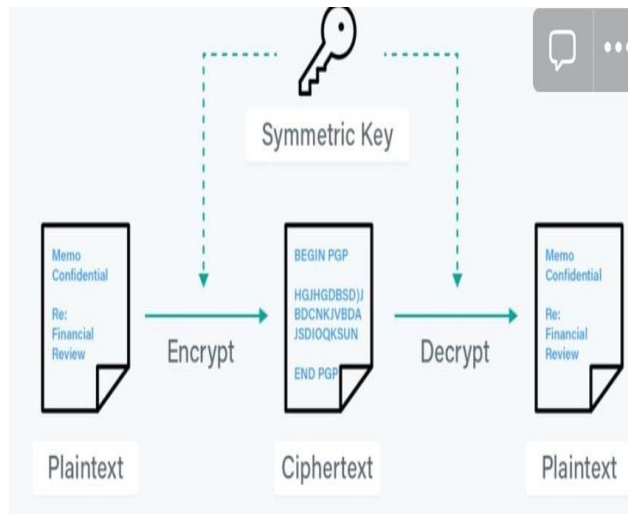 Symmetric Key
Memo
Confidential
Re:
Financial
Review
Encrypt
BEGIN PGP
HGJHGDBSD)J
BDCNKJVBDA
JSDIOQKSUN
END PGP
Decrypt
Memo
Confidential
Re:
Financial
Review
Plaintext
Ciphertext
Plaintext